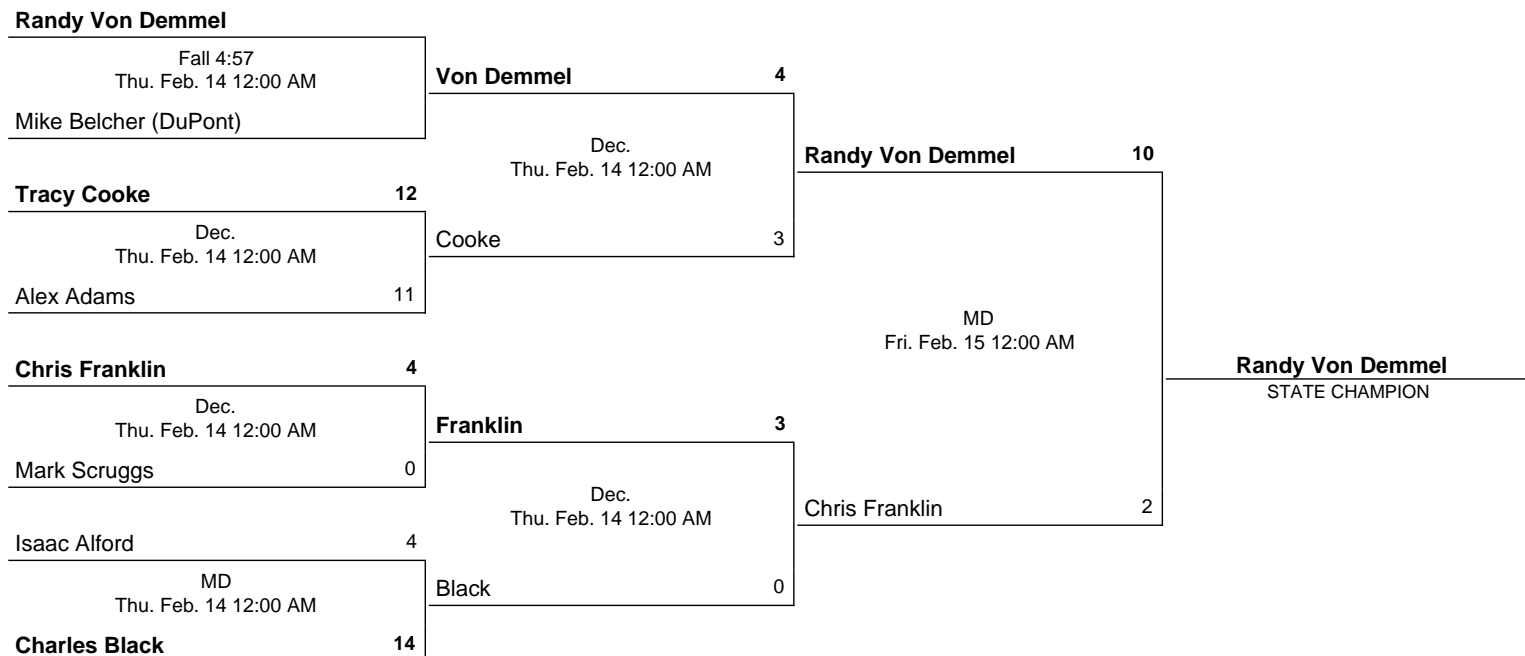 Randy Von Demmel
Fall 4:57
Thu. Feb. 14 12:00 AM
Mike Belcher (DuPont)
Tracy Cooke 12
Dec.
Thu. Feb. 14 12:00 AM
Alex Adams 11
Chris Franklin 4
Dec.
Thu. Feb. 14 12:00 AM
Mark Scruggs 0
Isaac Alford 4
MD
Thu. Feb. 14 12:00 AM
Charles Black 14
Von Demmel 4
Dec.
Thu. Feb. 14 12:00 AM
Cooke 3
Franklin 3
Dec.
Thu. Feb. 14 12:00 AM
Black 0
Randy Von Demmel 10
MD
Fri. Feb. 15 12:00 AM
Chris Franklin 2
Randy Von Demmel
STATE CHAMPION